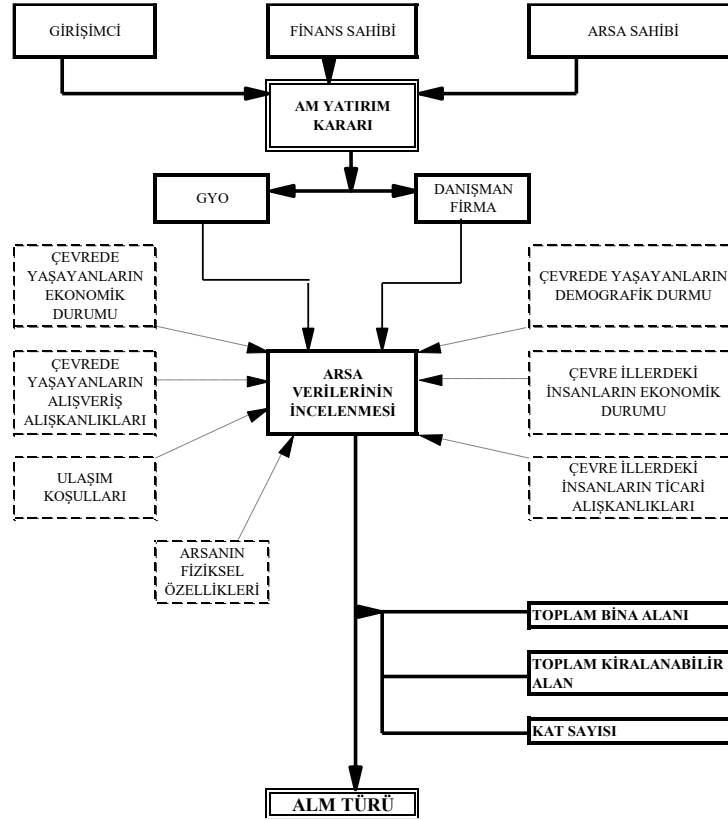 GİRİŞİMCİ
FİNANS SAHİBİ
ARSA SAHİBİ
AM YATIRIM
KARARI
GYO
DANIŞMAN
FİRMA
ÇEVREDE
YAŞAYANLARIN
EKONOMİK
DURUMU
ÇEVREDE YAŞAYANLARIN
DEMOGRAFİK DURMU
ÇEVREDE
YAŞAYANLARIN
ALIŞVERİŞ
ALIŞKANLIKLARI
ARSA
VERİLERİNİN
İNCELENMESİ
ÇEVRE İLLERDEKİ
İNSANLARIN EKONOMİK
DURUMU
ULAŞIM
KOŞULLARI
ÇEVRE İLLERDEKİ
İNSANLARIN TİCARİ
ALIŞKANLIKLARI
ARSANIN
FİZİKSEL
ÖZELLİKLERİ
TOPLAM BİNA ALANI
TOPLAM KİRALANABİLİR
ALAN
KAT SAYISI
ALM TÜRÜ